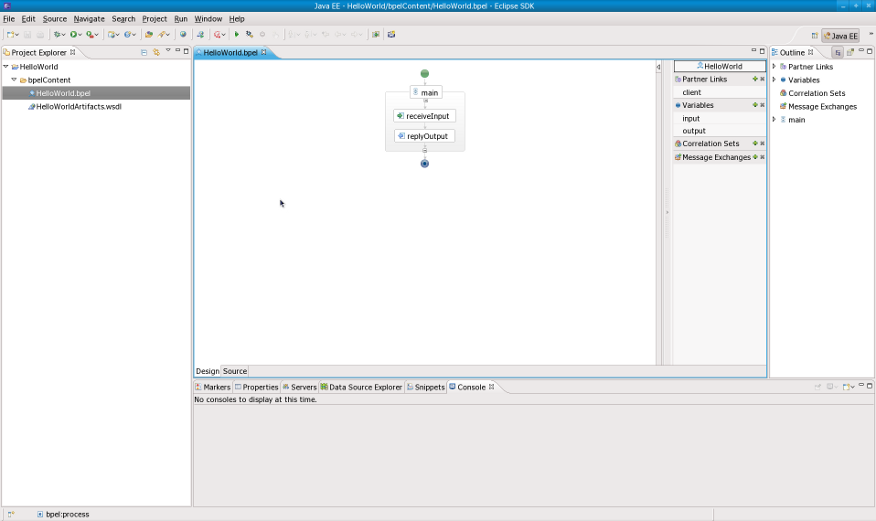 Java EE - HelloWorld/bpelContent/HelloWorld.bpel - Eclipse SDK
File Edit Source Navigate Search Project Run Window Help
Java EE
Project Explorer
HelloWorld
bpelContent
HelloWorld.bpel
HelloWorldArtifacts.wsdl
HelloWorld.bpel
main
receiveInput
replyOutput
HelloWorld
Partner Links
client
Variables
input
output
Correlation Sets
Message Exchanges
Design Source
Outline
Partner Links
Variables
Correlation Sets
Message Exchanges
main
Markers Properties Servers Data Source Explorer Snippets Console
No consoles to display at this time.
bpel:process